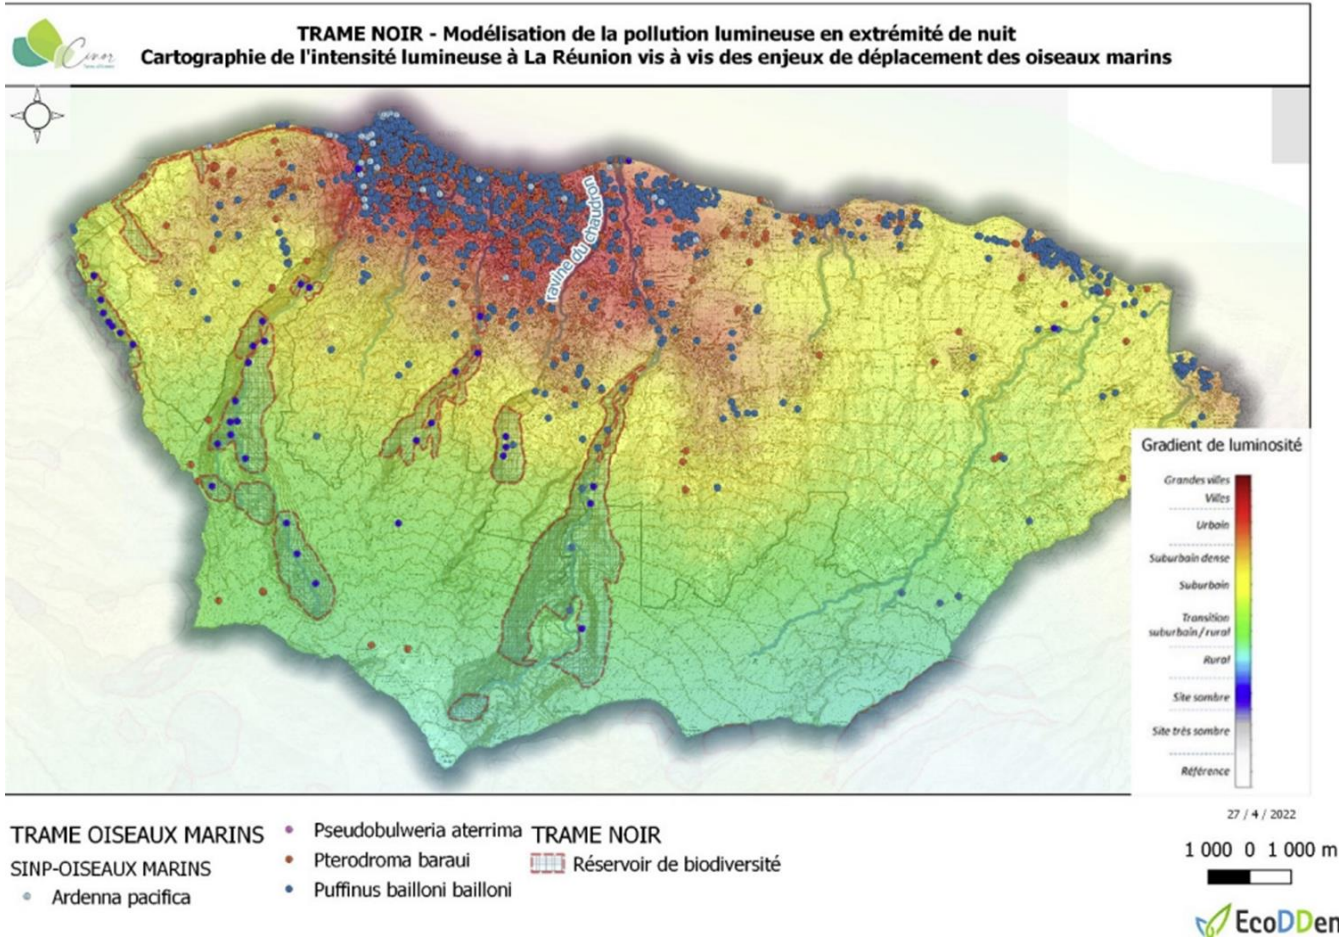 TRAME NOIR - Modélisation de la pollution lumineuse en extrémité de nuit
Cartographie de l'intensité lumineuse à La Réunion vis à vis des enjeux de déplacement des oiseaux marins
Cinor
ravine du chaudron
Gradient de luminosité
Grandes villes
Villes
Urbain
Suburbain dense
Suburbain
Transition
suburbain / rural
Rural
Site sombre
Site très sombre
Référence
27 / 4 / 2022
1 000 0 1 000 m
EcoDDen
TRAME OISEAUX MARINS
SINP-OISEAUX MARINS
Ardenna pacifica
Pseudobulweria aterrima
Pterodroma baraui
Puffinus bailloni bailloni
TRAME NOIR
Réservoir de biodiversité